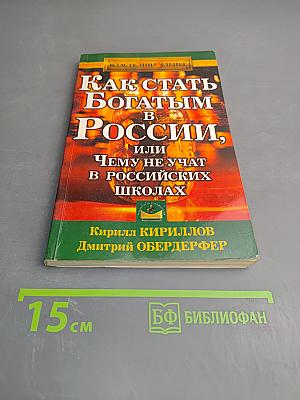 КАК СТАТЬ
БОГАТЫМ
В
РОССИИ,
ИЛИ
ЧЕМУ НЕ УЧАТ
В РОССИЙСКИХ
ШКОЛАХ
Кирилл КИРИЛЛОВ
Дмитрий ОБЕРДЕРФЕР
15 см
БФ БИБЛИОФАН